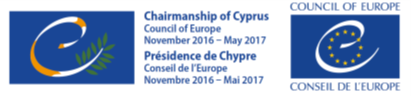 Chairmanship of Cyprus
Council of Europe
November 2016 – May 2017
Présidence de Chypre
Conseil de l'Europe
Novembre 2016 – Mai 2017
COUNCIL OF EUROPE
CONSEIL DE L'EUROPE